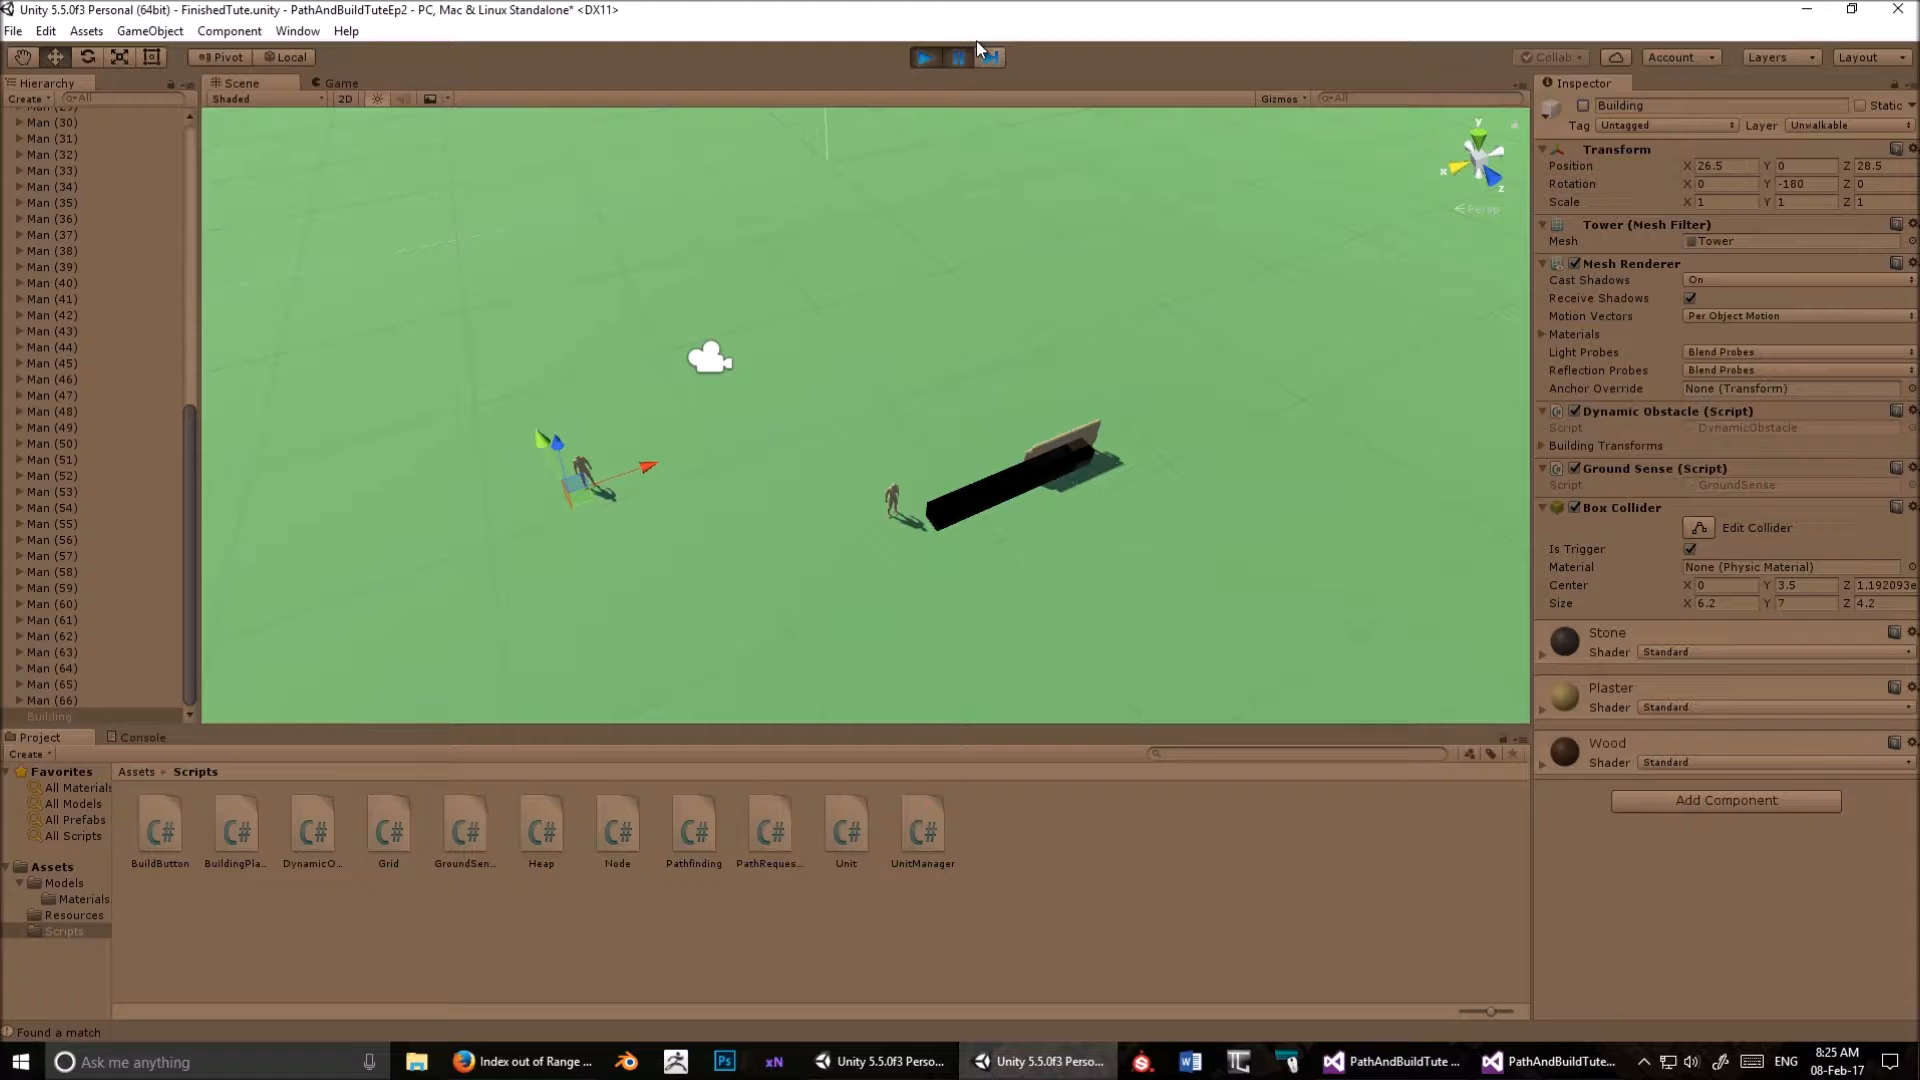 Unity 5.5.0f3 Personal (64bit) - FinishedTute.unity - PathAndBuildTuteEp2 - PC, Mac & Linux Standalone* <DX11>
File Edit Assets GameObject Component Window Help
Pivot Local Collab Account Layers Layout
Hierarchy Scene Game Inspector
Create All Shaded 2D Gizmos All
Building Static
Tag Untagged Layer Unwalkable
Man (29)
Man (30)
Man (31)
Man (32)
Man (33)
Man (34)
Man (35)
Man (36)
Man (37)
Man (38)
Man (39)
Man (40)
Man (41)
Man (42)
Man (43)
Man (44)
Man (45)
Man (46)
Man (47)
Man (48)
Man (49)
Man (50)
Man (51)
Man (52)
Man (53)
Man (54)
Man (55)
Man (56)
Man (57)
Man (58)
Man (59)
Man (60)
Man (61)
Man (62)
Man (63)
Man (64)
Man (65)
Man (66)
Building
y
x
z
Persp
Transform
Position X 26.5 Y 0 Z 28.5
Rotation X 0 Y -180 Z 0
Scale X 1 Y 1 Z 1
Tower (Mesh Filter)
Mesh Tower
Mesh Renderer
Cast Shadows On
Receive Shadows
Motion Vectors Per Object Motion
Materials
Light Probes Blend Probes
Reflection Probes Blend Probes
Anchor Override None (Transform)
Dynamic Obstacle (Script)
Script DynamicObstacle
Building Transforms
Ground Sense (Script)
Script GroundSense
Box Collider
Edit Collider
Is Trigger
Material None (Physic Material)
Center X 0 Y 3.5 Z 1.192093e
Size X 6.2 Y 7 Z 4.2
Stone
Shader Standard
Plaster
Shader Standard
Wood
Shader Standard
Add Component
Project Console
Create
Favorites
All Materials
All Models
All Prefabs
All Scripts
Assets
Models
Materials
Resources
Scripts
Assets Scripts
C# C# C# C# C# C# C# C# C# C# C#
BuildButton BuildingPla... DynamicO... Grid GroundSen... Heap Node Pathfinding PathReques... Unit UnitManager
Found a match
Ask me anything Index out of Range ... Ps xN Unity 5.5.0f3 Perso... Unity 5.5.0f3 Perso... PathAndBuildTute ... PathAndBuildTute... ENG 8:25 AM
08-Feb-17